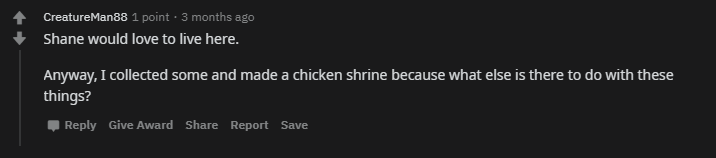 CreatureMan88 1 point · 3 months ago
Shane would love to live here.
Anyway, I collected some and made a chicken shrine because what else is there to do with these
things?
Reply Give Award Share Report Save